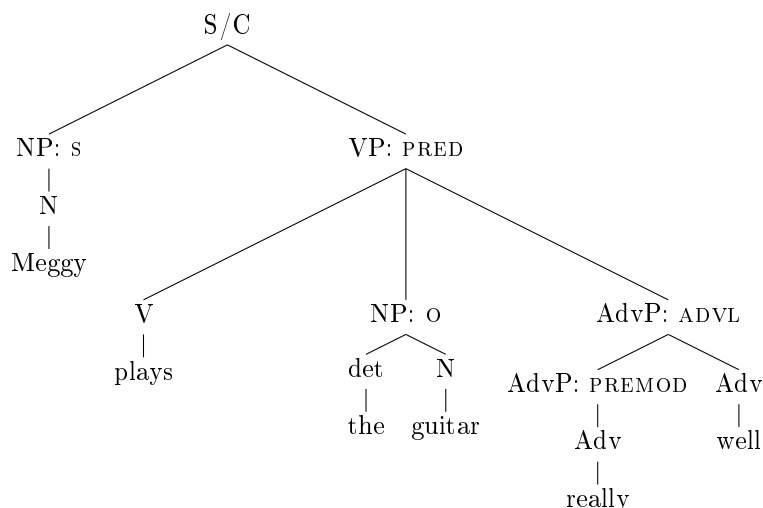 S/C
NP: S VP: PRED
N
Meggy
V NP: O AdvP: ADVL
plays det N AdvP: PREMOD Adv
the guitar Adv well
really